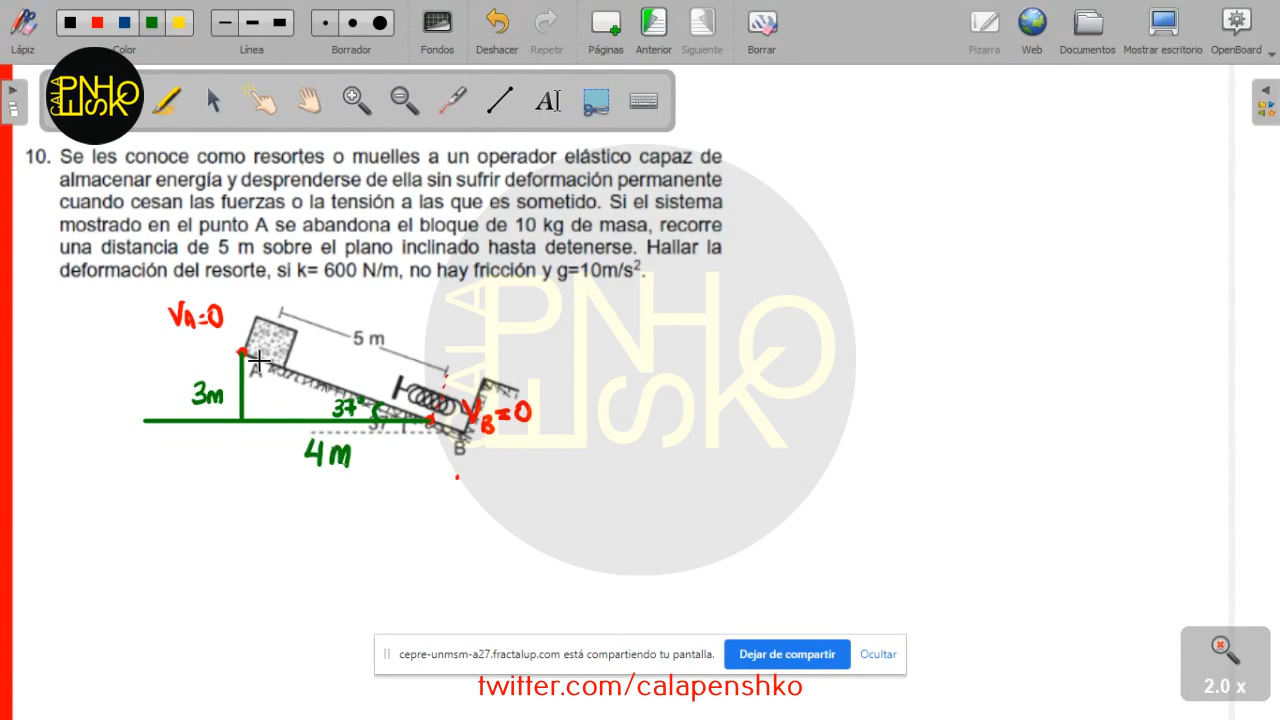 Lápiz
Color
Línea
Borrador
Fondos
Deshacer
Repetir
Páginas
Anterior
Siguiente
Borrar
Pizarra
Web
Documentos
Mostrar escritorio
OpenBoard
CALA
PENSHKO
10. Se les conoce como resortes o muelles a un operador elástico capaz de
almacenar energía y desprenderse de ella sin sufrir deformación permanente
cuando cesan las fuerzas o la tensión a las que es sometido. Si el sistema
mostrado en el punto A se abandona el bloque de 10 kg de masa, recorre
una distancia de 5 m sobre el plano inclinado hasta detenerse. Hallar la
deformación del resorte, si k= 600 N/m, no hay fricción y g=10m/s².
CALA
PENSHKO
VA=0
5 m
A
3m
37°
37°
VB=0
B
4m
cepre-unmsm-a27.fractalup.com está compartiendo tu pantalla.
Dejar de compartir
Ocultar
twitter.com/calapenshko
2.0 x